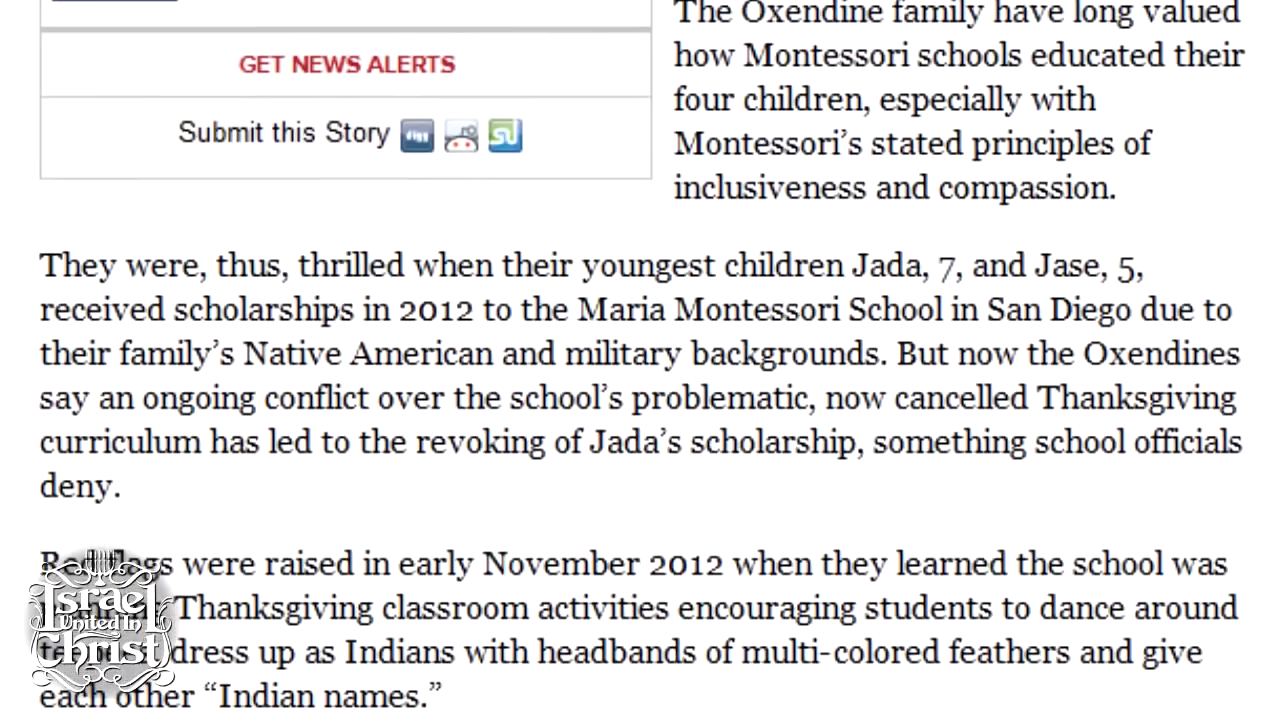 The Oxendine family have long valued
how Montessori schools educated their
four children, especially with
Montessori’s stated principles of
inclusiveness and compassion.
GET NEWS ALERTS
Submit this Story
They were, thus, thrilled when their youngest children Jada, 7, and Jase, 5,
received scholarships in 2012 to the Maria Montessori School in San Diego due to
their family’s Native American and military backgrounds. But now the Oxendines
say an ongoing conflict over the school’s problematic, now cancelled Thanksgiving
curriculum has led to the revoking of Jada’s scholarship, something school officials
deny.
Red flags were raised in early November 2012 when they learned the school was
Thanksgiving classroom activities encouraging students to dance around
dress up as Indians with headbands of multi-colored feathers and give
each other “Indian names.”
Israel
United In
Christ